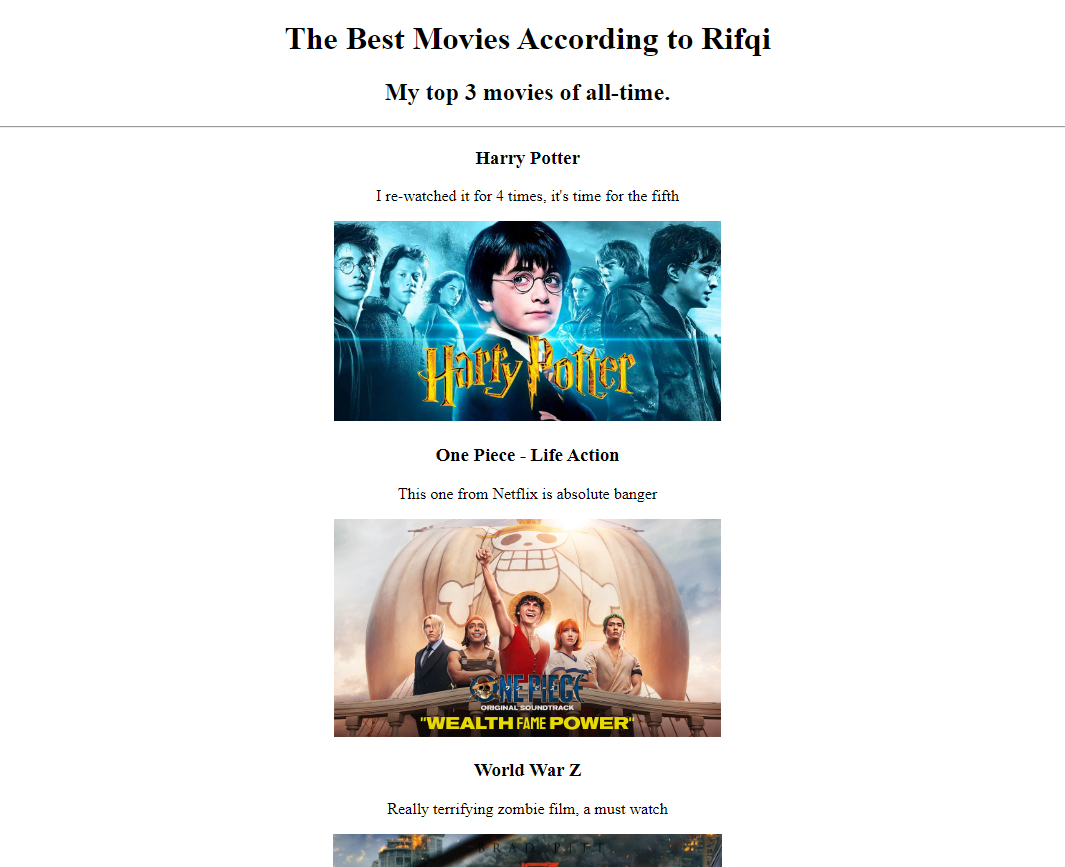 The Best Movies According to Rifqi
My top 3 movies of all-time.
Harry Potter
I re-watched it for 4 times, it's time for the fifth
Harry Potter
One Piece - Life Action
This one from Netflix is absolute banger
ONE PIECE
ORIGINAL SOUNDTRACK
"WEALTH FAME POWER"
World War Z
Really terrifying zombie film, a must watch
BRAD PITT